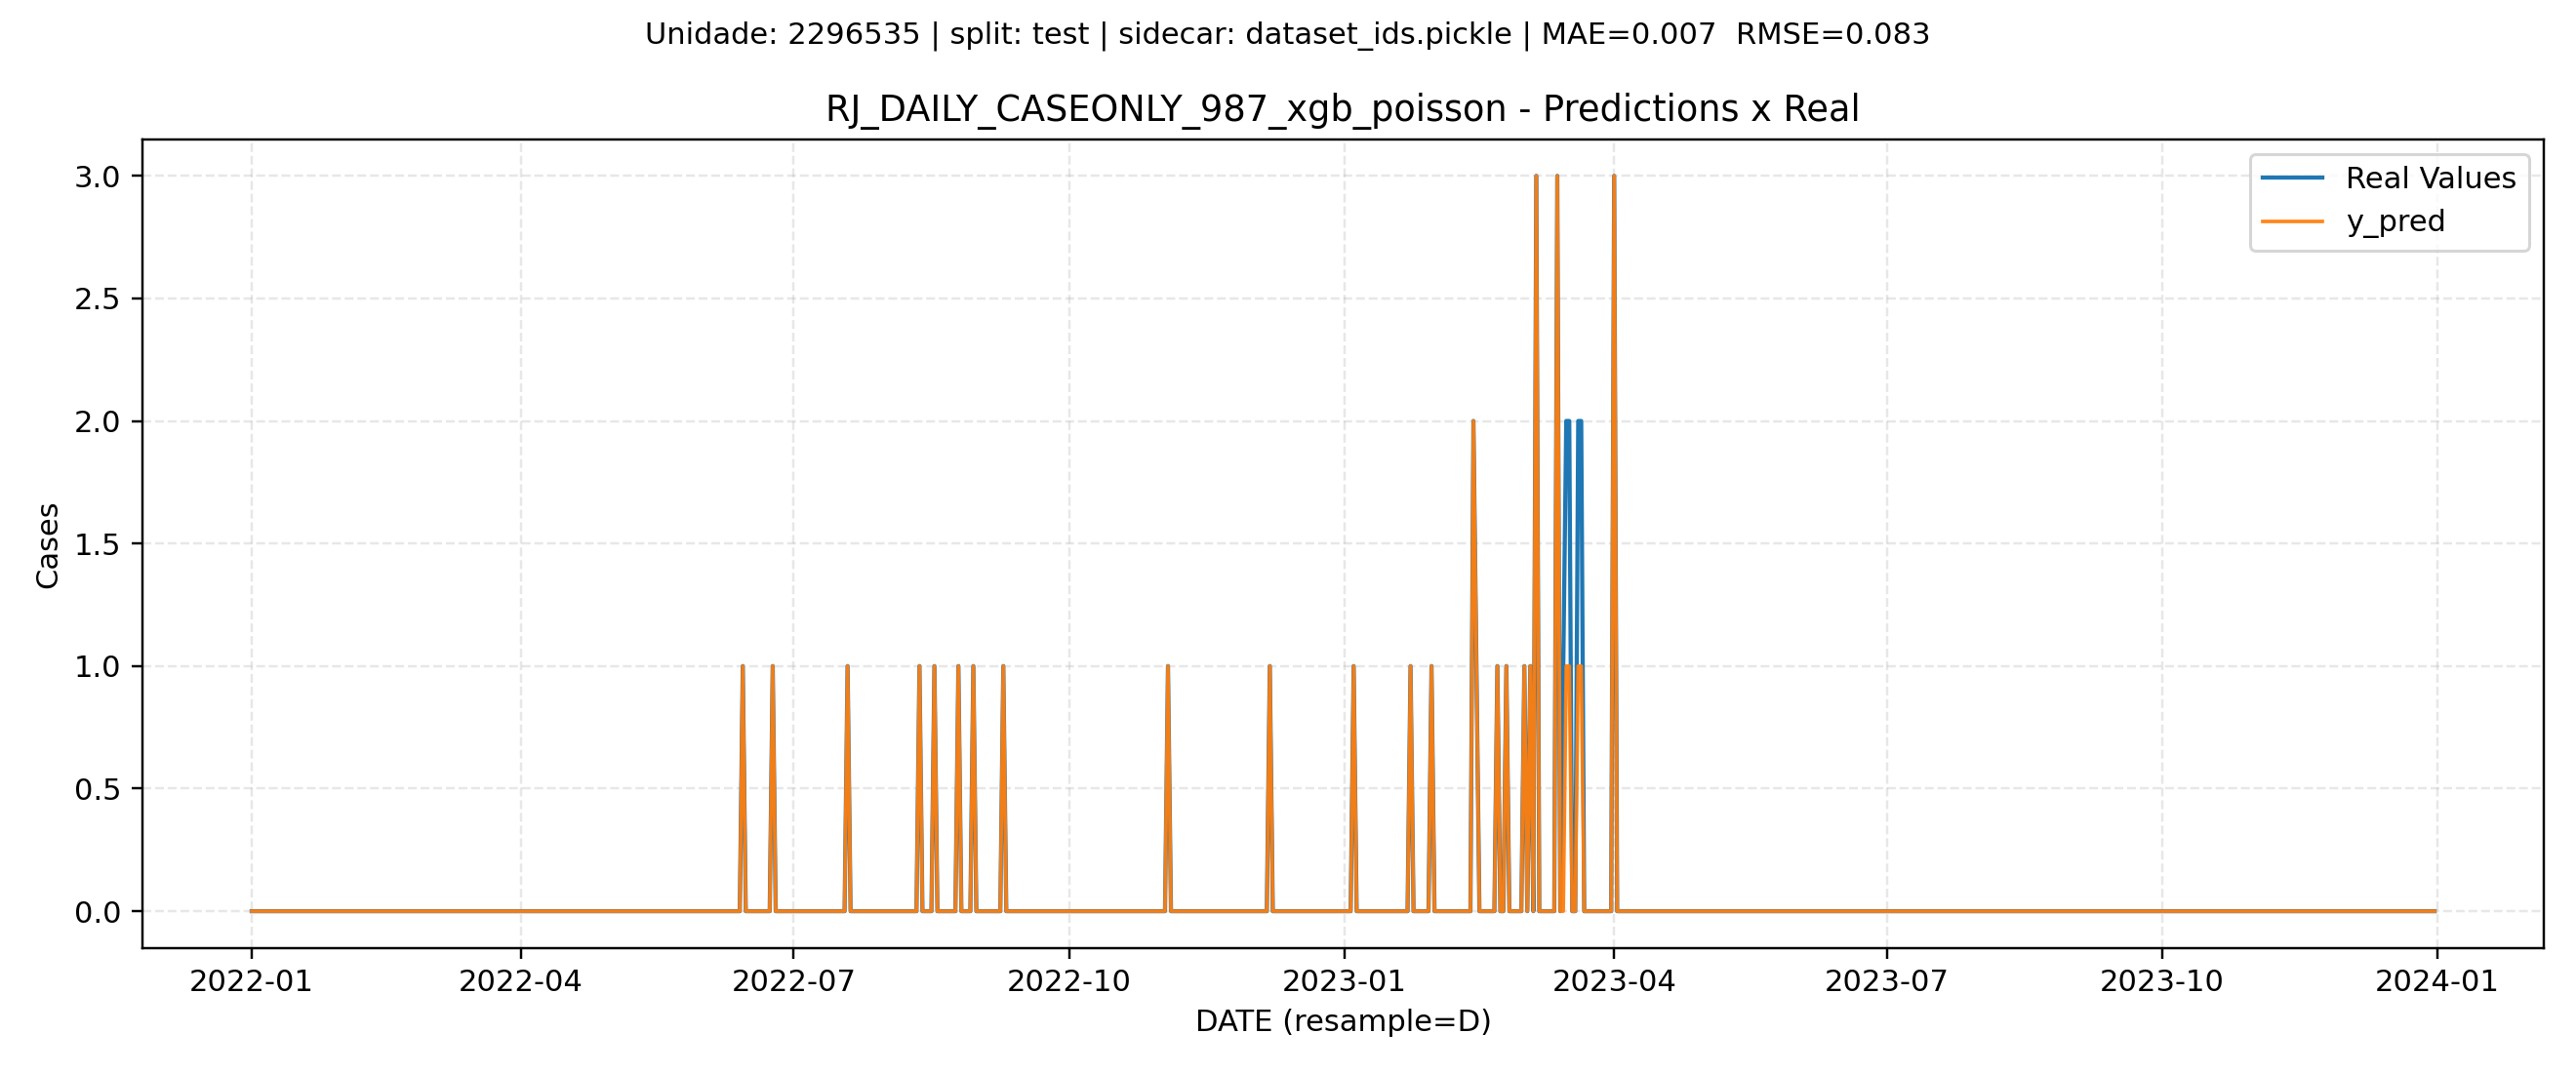 Unidade: 2296535 | split: test | sidecar: dataset_ids.pickle | MAE=0.007  RMSE=0.083
RJ_DAILY_CASEONLY_987_xgb_poisson - Predictions x Real
Real Values
y_pred
Cases
3.0
2.5
2.0
1.5
1.0
0.5
0.0
2022-01
2022-04
2022-07
2022-10
2023-01
2023-04
2023-07
2023-10
2024-01
DATE (resample=D)